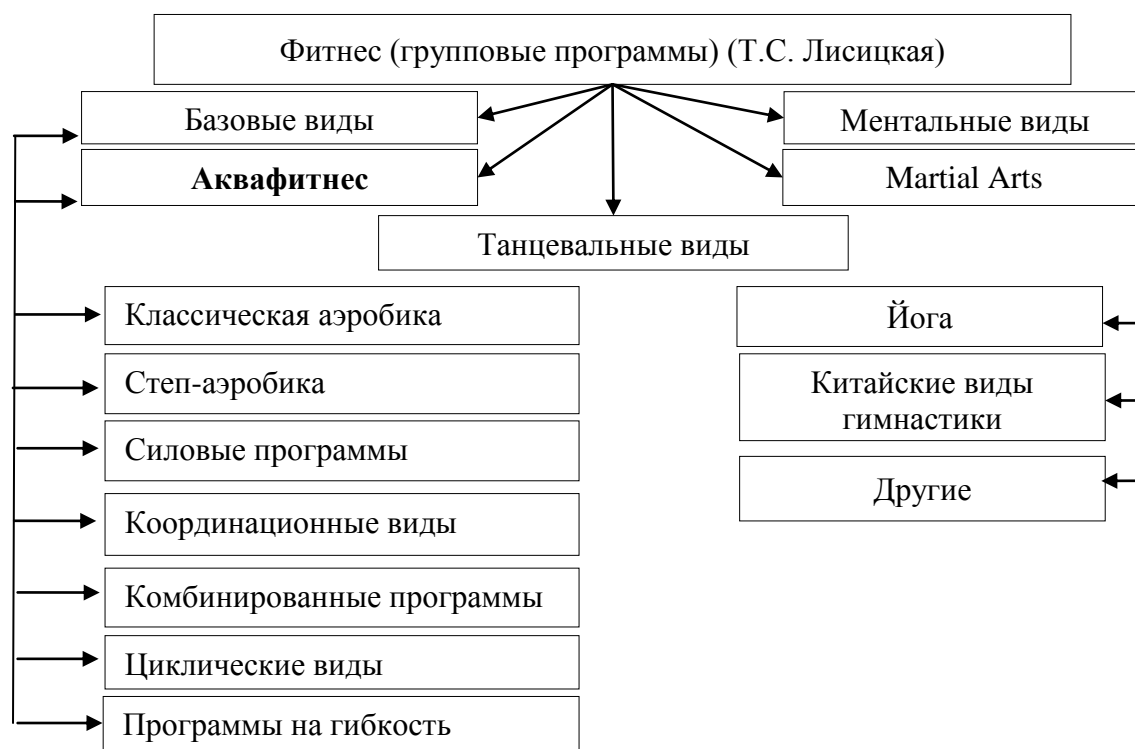 Фитнес (групповые программы) (Т.С. Лисицкая)
Базовые виды
Ментальные виды
Аквафитнес
Martial Arts
Танцевальные виды
Классическая аэробика
Йога
Степ-аэробика
Китайские виды
гимнастики
Силовые программы
Другие
Координационные виды
Комбинированные программы
Циклические виды
Программы на гибкость